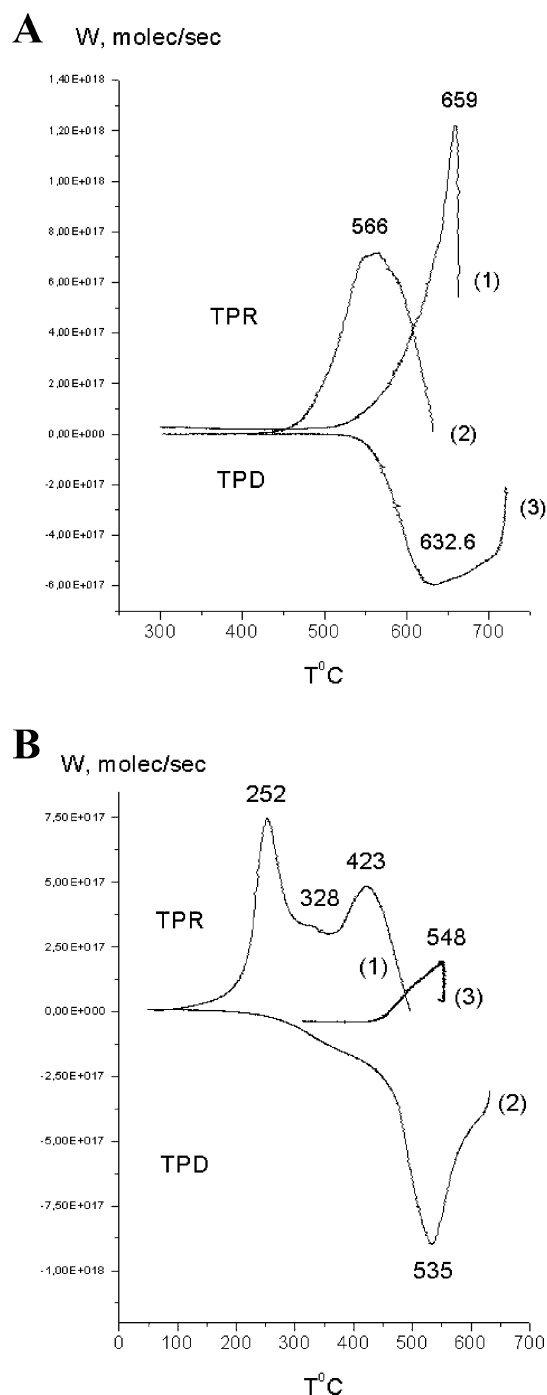 A
W, molec/sec
1,40E+018
1,20E+018
1,00E+018
8,00E+017
6,00E+017
4,00E+017
2,00E+017
0,00E+000
-2,00E+017
-4,00E+017
-6,00E+017
659
566
(1)
TPR
(2)
TPD
(3)
632.6
300 400 500 600 700
T⁰C
B
W, molec/sec
7,50E+017
5,00E+017
2,50E+017
0,00E+000
-2,50E+017
-5,00E+017
-7,50E+017
-1,00E+018
252
423
328
TPR
548
(1)
(3)
(2)
TPD
535
0 100 200 300 400 500 600 700
T⁰C